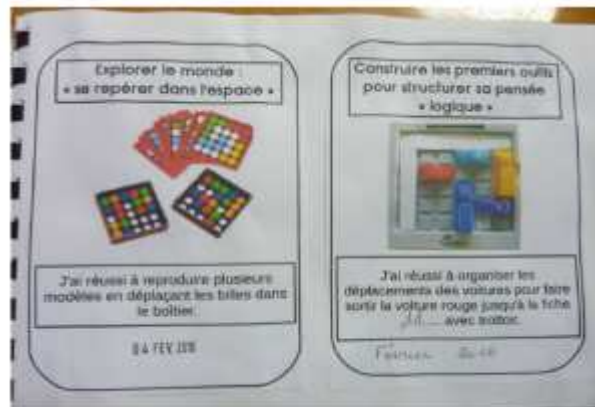 Explorer le monde :
« se repérer dans l'espace »
J'ai réussi à reproduire plusieurs
modèles en déplaçant les billes dans
le boîtier.
04 FEV
Construire les premiers outils
pour structurer sa pensée
« logique »
J'ai réussi à organiser les
déplacements des voitures pour faire
sortir la voiture rouge jusqu'à la fiche
avec
Février